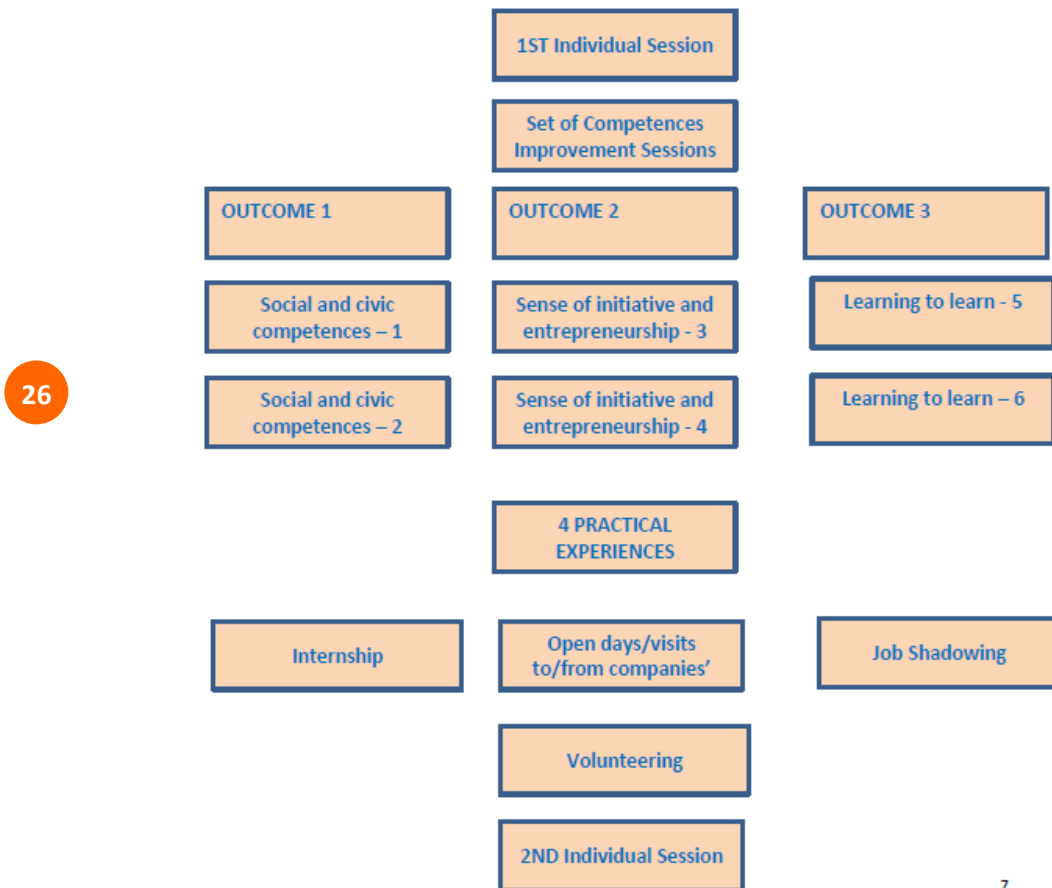 1ST Individual Session
Set of Competences
Improvement Sessions
OUTCOME 1
OUTCOME 2
OUTCOME 3
Social and civic
competences – 1
Sense of initiative and
entrepreneurship - 3
Learning to learn - 5
26
Social and civic
competences – 2
Sense of initiative and
entrepreneurship - 4
Learning to learn – 6
4 PRACTICAL
EXPERIENCES
Internship
Open days/visits
to/from companies’
Job Shadowing
Volunteering
2ND Individual Session
7